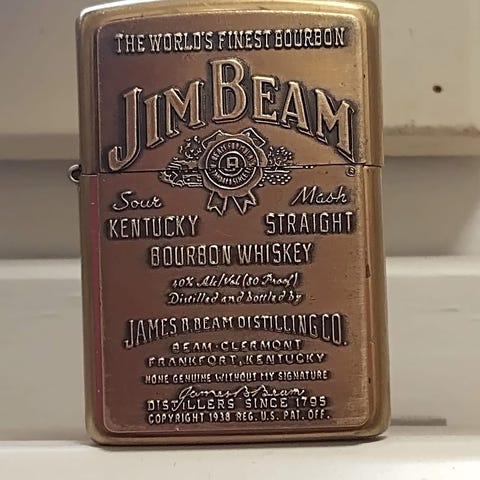 THE WORLD'S FINEST BOURBON
JIM BEAM
B
®
Sour Mash
KENTUCKY STRAIGHT
BOURBON WHISKEY
40% Alc/Vol (80 Proof)
Distilled and bottled by
JAMES B. BEAM DISTILLING CO.
BEAM-CLERMONT
FRANKFORT, KENTUCKY
NONE GENUINE WITHOUT MY SIGNATURE
James B. Beam
DISTILLERS SINCE 1795
COPYRIGHT 1938 REG. U.S. PAT. OFF.